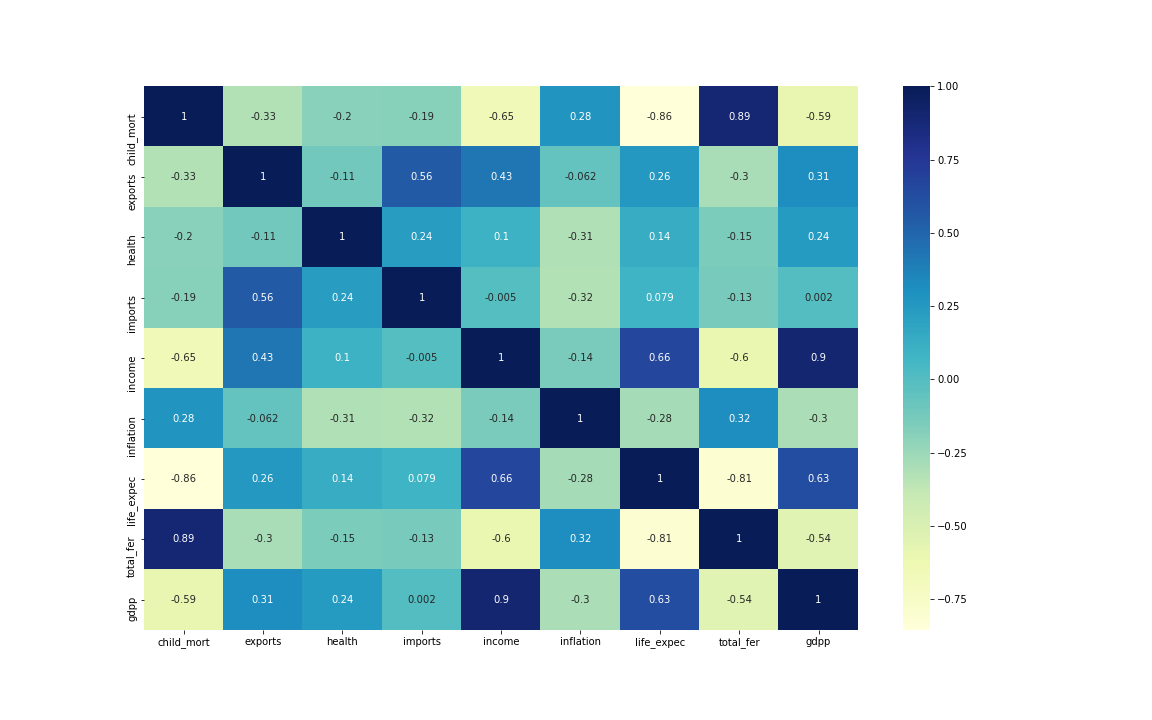 child_mort 1 -0.33 -0.2 -0.19 -0.65 0.28 -0.86 0.89 -0.59
exports -0.33 1 -0.11 0.56 0.43 -0.062 0.26 -0.3 0.31
health -0.2 -0.11 1 0.24 0.1 -0.31 0.14 -0.15 0.24
imports -0.19 0.56 0.24 1 -0.005 -0.32 0.079 -0.13 0.002
income -0.65 0.43 0.1 -0.005 1 -0.14 0.66 -0.6 0.9
inflation 0.28 -0.062 -0.31 -0.32 -0.14 1 -0.28 0.32 -0.3
life_expec -0.86 0.26 0.14 0.079 0.66 -0.28 1 -0.81 0.63
total_fer 0.89 -0.3 -0.15 -0.13 -0.6 0.32 -0.81 1 -0.54
gdpp -0.59 0.31 0.24 0.002 0.9 -0.3 0.63 -0.54 1
child_mort exports health imports income inflation life_expec total_fer gdpp
1.00
0.75
0.50
0.25
0.00
−0.25
−0.50
−0.75